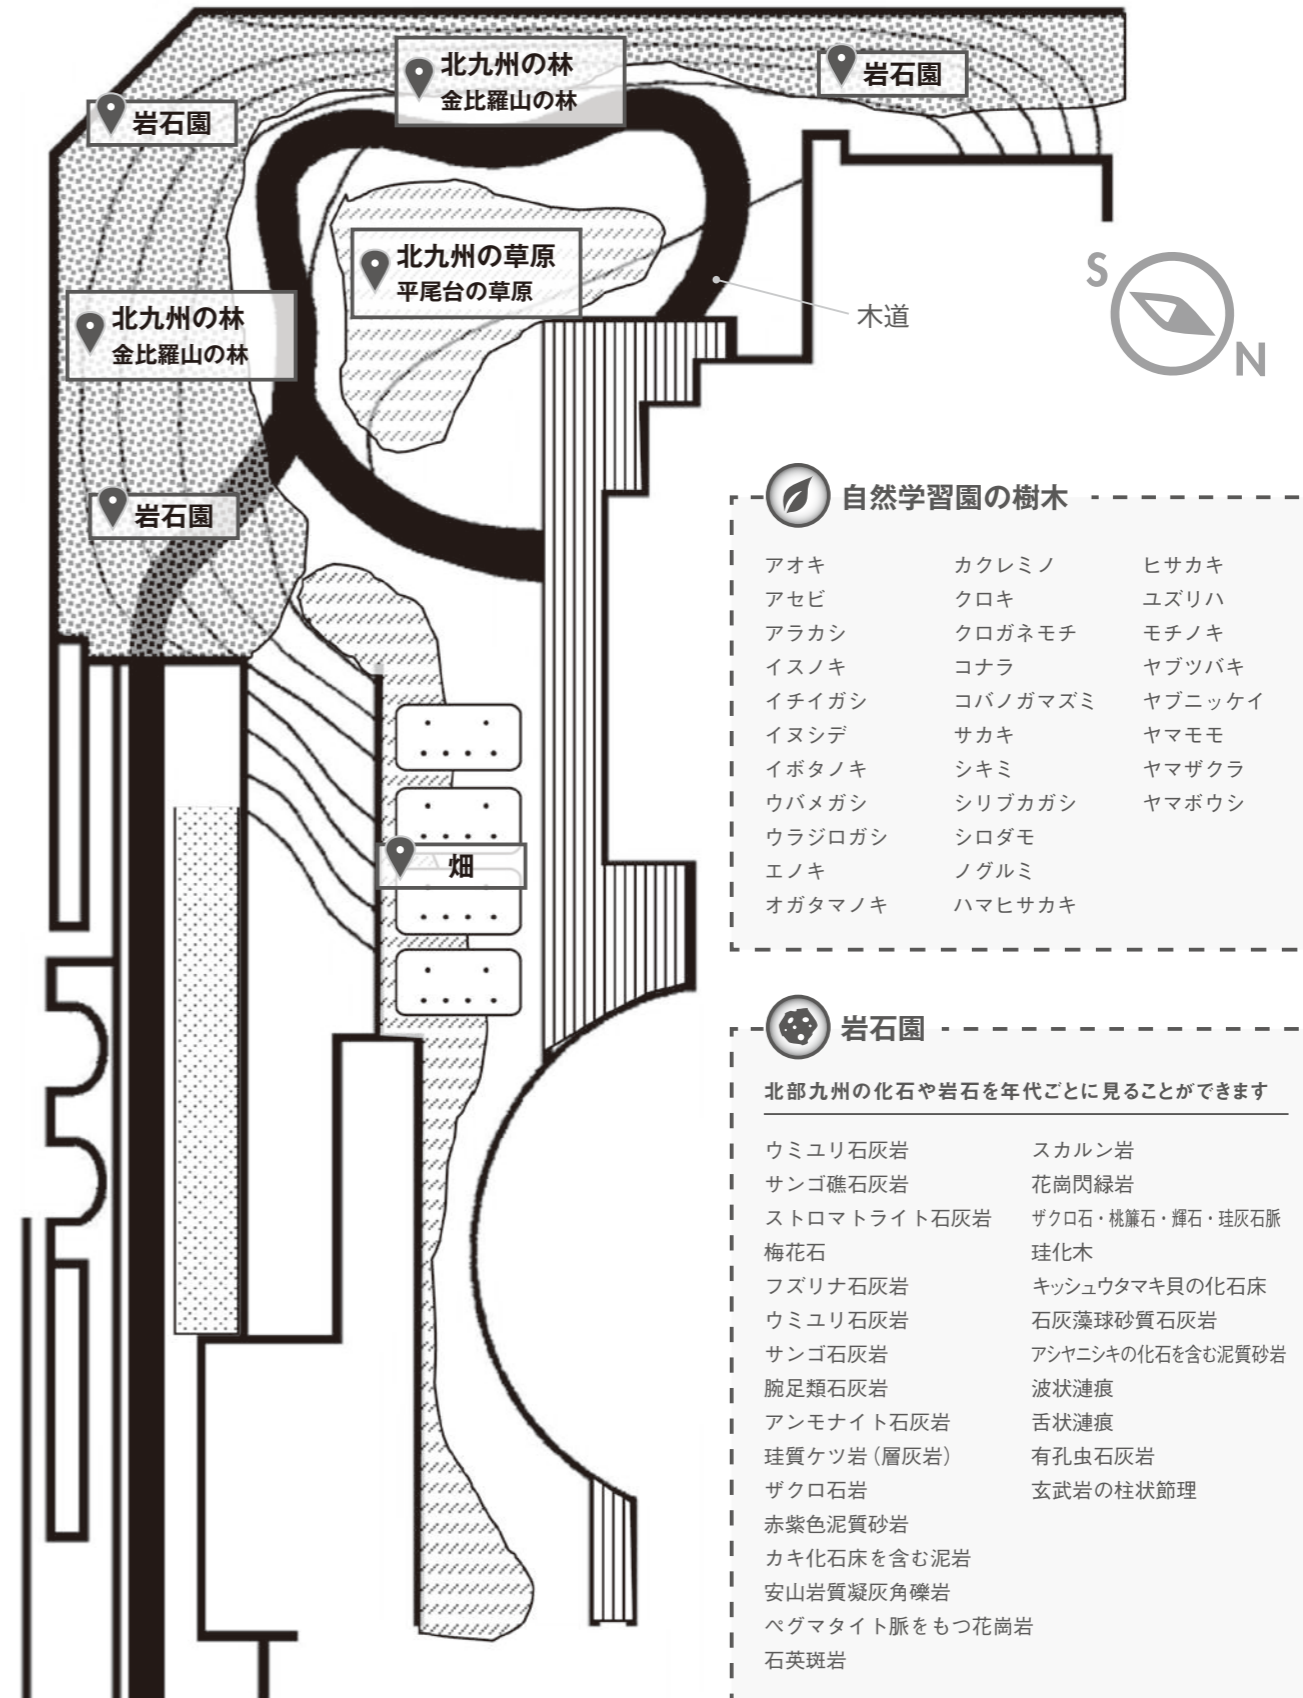 北九州の林
金比羅山の林
岩石園
岩石園
北九州の草原
平尾台の草原
北九州の林
金比羅山の林
木道
S
N
岩石園
畑
自然学習園の樹木
アオキ
アセビ
アラカシ
イスノキ
イチイガシ
イヌシデ
イボタノキ
ウバメガシ
ウラジロガシ
エノキ
オガタマノキ
カクレミノ
クロキ
クロガネモチ
コナラ
コバノガマズミ
サカキ
シキミ
シリブカガシ
シロダモ
ノグルミ
ハマヒサカキ
ヒサカキ
ユズリハ
モチノキ
ヤブツバキ
ヤブニッケイ
ヤマモモ
ヤマザクラ
ヤマボウシ
岩石園
北部九州の化石や岩石を年代ごとに見ることができます
ウミユリ石灰岩
サンゴ礁石灰岩
ストロマトライト石灰岩
梅花石
フズリナ石灰岩
ウミユリ石灰岩
サンゴ石灰岩
腕足類石灰岩
アンモナイト石灰岩
珪質ケツ岩（層灰岩）
ザクロ石岩
赤紫色泥質砂岩
カキ化石床を含む泥岩
安山岩質凝灰角礫岩
ペグマタイト脈をもつ花崗岩
石英斑岩
スカルン岩
花崗閃緑岩
ザクロ石・桃簾石・輝石・珪灰石脈
珪化木
キッシュウタマキ貝の化石床
石灰藻球砂質石灰岩
アシヤニシキの化石を含む泥質砂岩
波状漣痕
舌状漣痕
有孔虫石灰岩
玄武岩の柱状節理